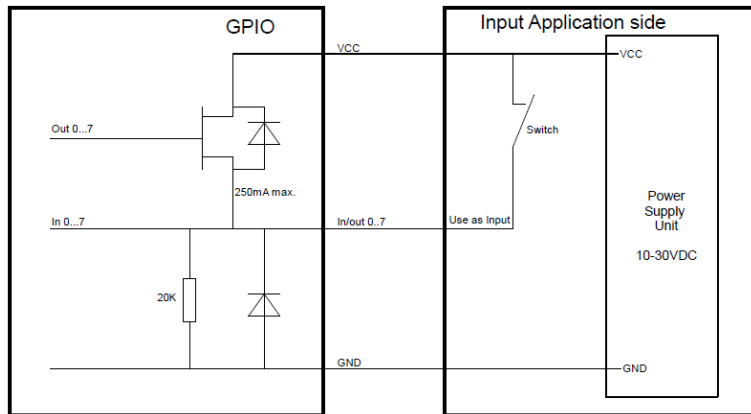 GPIO
Input Application side
VCC
VCC
Out 0...7
Switch
250mA max.
In 0...7
In/out 0..7
Use as Input
Power
Supply
Unit
10-30VDC
20K
GND
GND